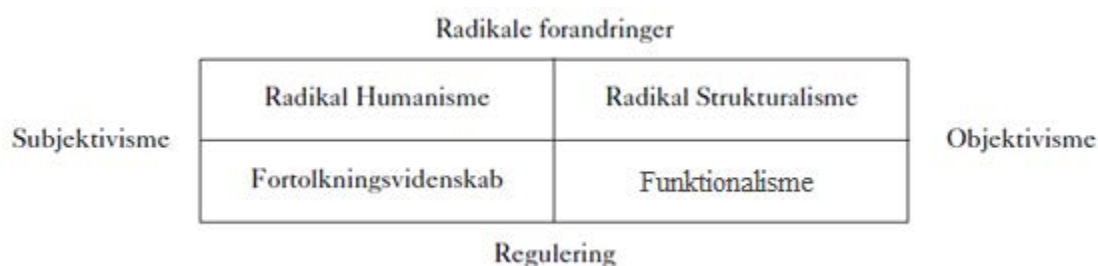 Radikale forandringer
Radikal Humanisme
Radikal Strukturalisme
Subjektivisme
Objektivisme
Fortolkningsvidenskab
Funktionalisme
Regulering